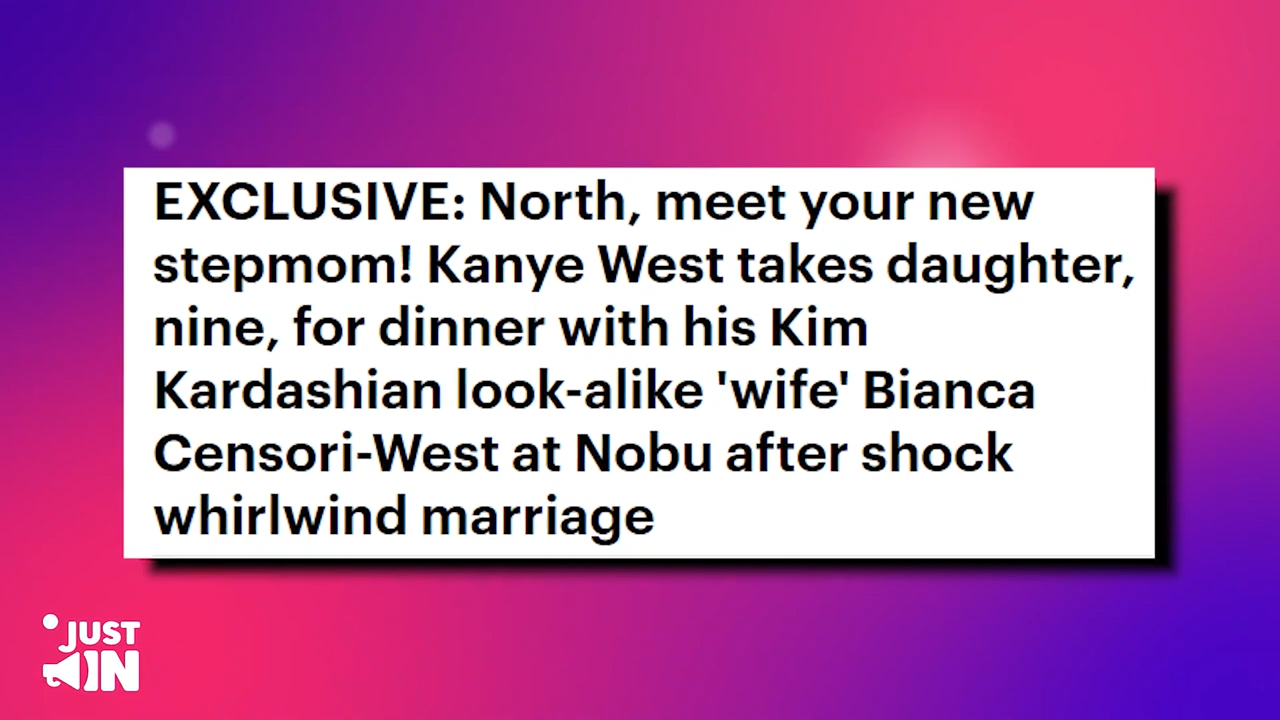 EXCLUSIVE: North, meet your new
stepmom! Kanye West takes daughter,
nine, for dinner with his Kim
Kardashian look-alike 'wife' Bianca
Censori-West at Nobu after shock
whirlwind marriage
JUST
IN